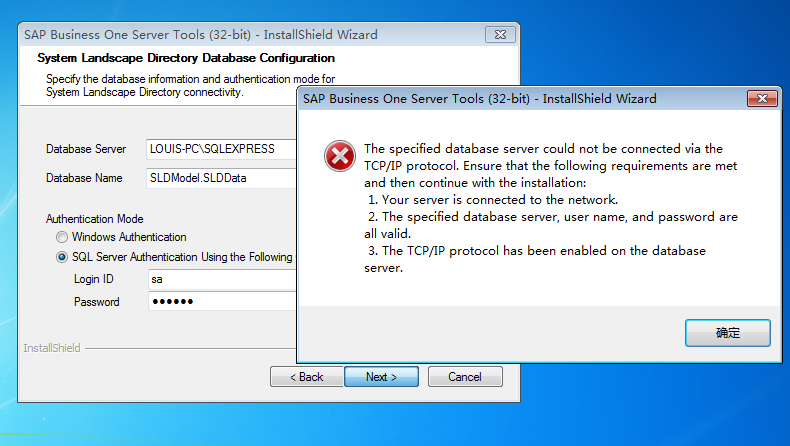 SAP Business One Server Tools (32-bit) - InstallShield Wizard
System Landscape Directory Database Configuration
Specify the database information and authentication mode for
System Landscape Directory connectivity.
Database Server
LOUIS-PC\SQLEXPRESS
Database Name
SLDModel.SLDData
Authentication Mode
Windows Authentication
SQL Server Authentication Using the Following
Login ID
sa
Password
••••••
InstallShield
< Back
Next >
Cancel
SAP Business One Server Tools (32-bit) - InstallShield Wizard
The specified database server could not be connected via the
TCP/IP protocol. Ensure that the following requirements are met
and then continue with the installation:
1. Your server is connected to the network.
2. The specified database server, user name, and password are
all valid.
3. The TCP/IP protocol has been enabled on the database
server.
确定